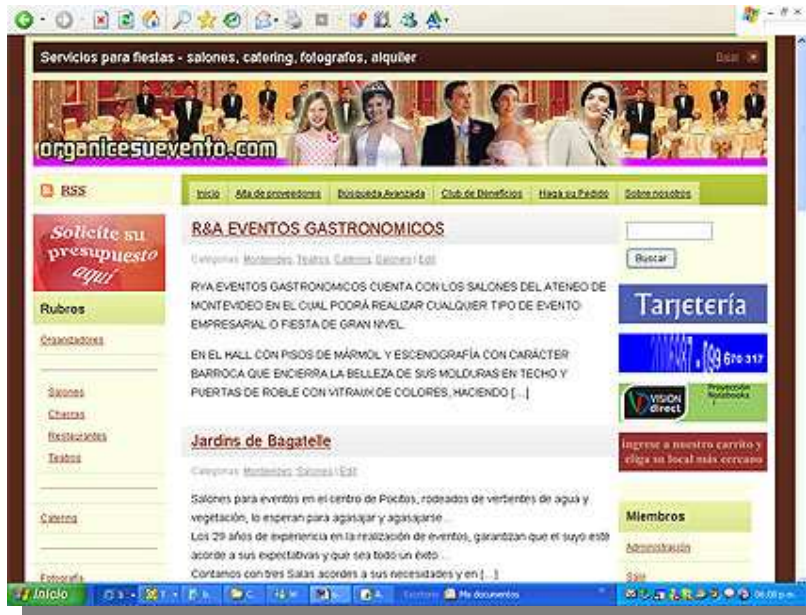 Servicios para fiestas - salones, catering, fotografos, alquiler
organicesuevento.com
RSS
Inicio
Alta de proveedores
Búsqueda Avanzada
Club de Beneficios
Haga su Pedido
Sobre nosotros
Solicite su
presupuesto
aquí
Rubros
Organizadores
Salones
Chacras
Restaurantes
Teatros
Catering
Fotografía
R&A EVENTOS GASTRONOMICOS
Categorias: Montevideo, Teatros, Catering, Salones | Edit
RYA EVENTOS GASTRONOMICOS CUENTA CON LOS SALONES DEL ATENEO DE
MONTEVIDEO EN EL CUAL PODRÁ REALIZAR CUALQUIER TIPO DE EVENTO
EMPRESARIAL O FIESTA DE GRAN NIVEL.
EN EL HALL CON PISOS DE MÁRMOL Y ESCENOGRAFÍA CON CARÁCTER
BARROCA QUE ENCIERRA LA BELLEZA DE SUS MOLDURAS EN TECHO Y
PUERTAS DE ROBLE CON VITRAUX DE COLORES, HACIENDO [...]
Jardins de Bagatelle
Categorias: Montevideo, Salones | Edit
Salones para eventos en el centro de Pocitos, rodeados de vertientes de agua y
vegetación, lo esperan para agasajar y agasajarse...
Los 29 años de experiencia en la realización de eventos, garantizan que el suyo esté
acorde a sus expectativas y que sea todo un éxito...
Contamos con tres Salas acordes a sus necesidades y en [...]
Buscar
Tarjetería
099 670 317
VISION
direct
Proyección
Notebooks
ingrese a nuestro carrito y
elija su local más cercano
Miembros
Administración
Salir
Inicio
Escritorio
Mis documentos
06:08 p.m.